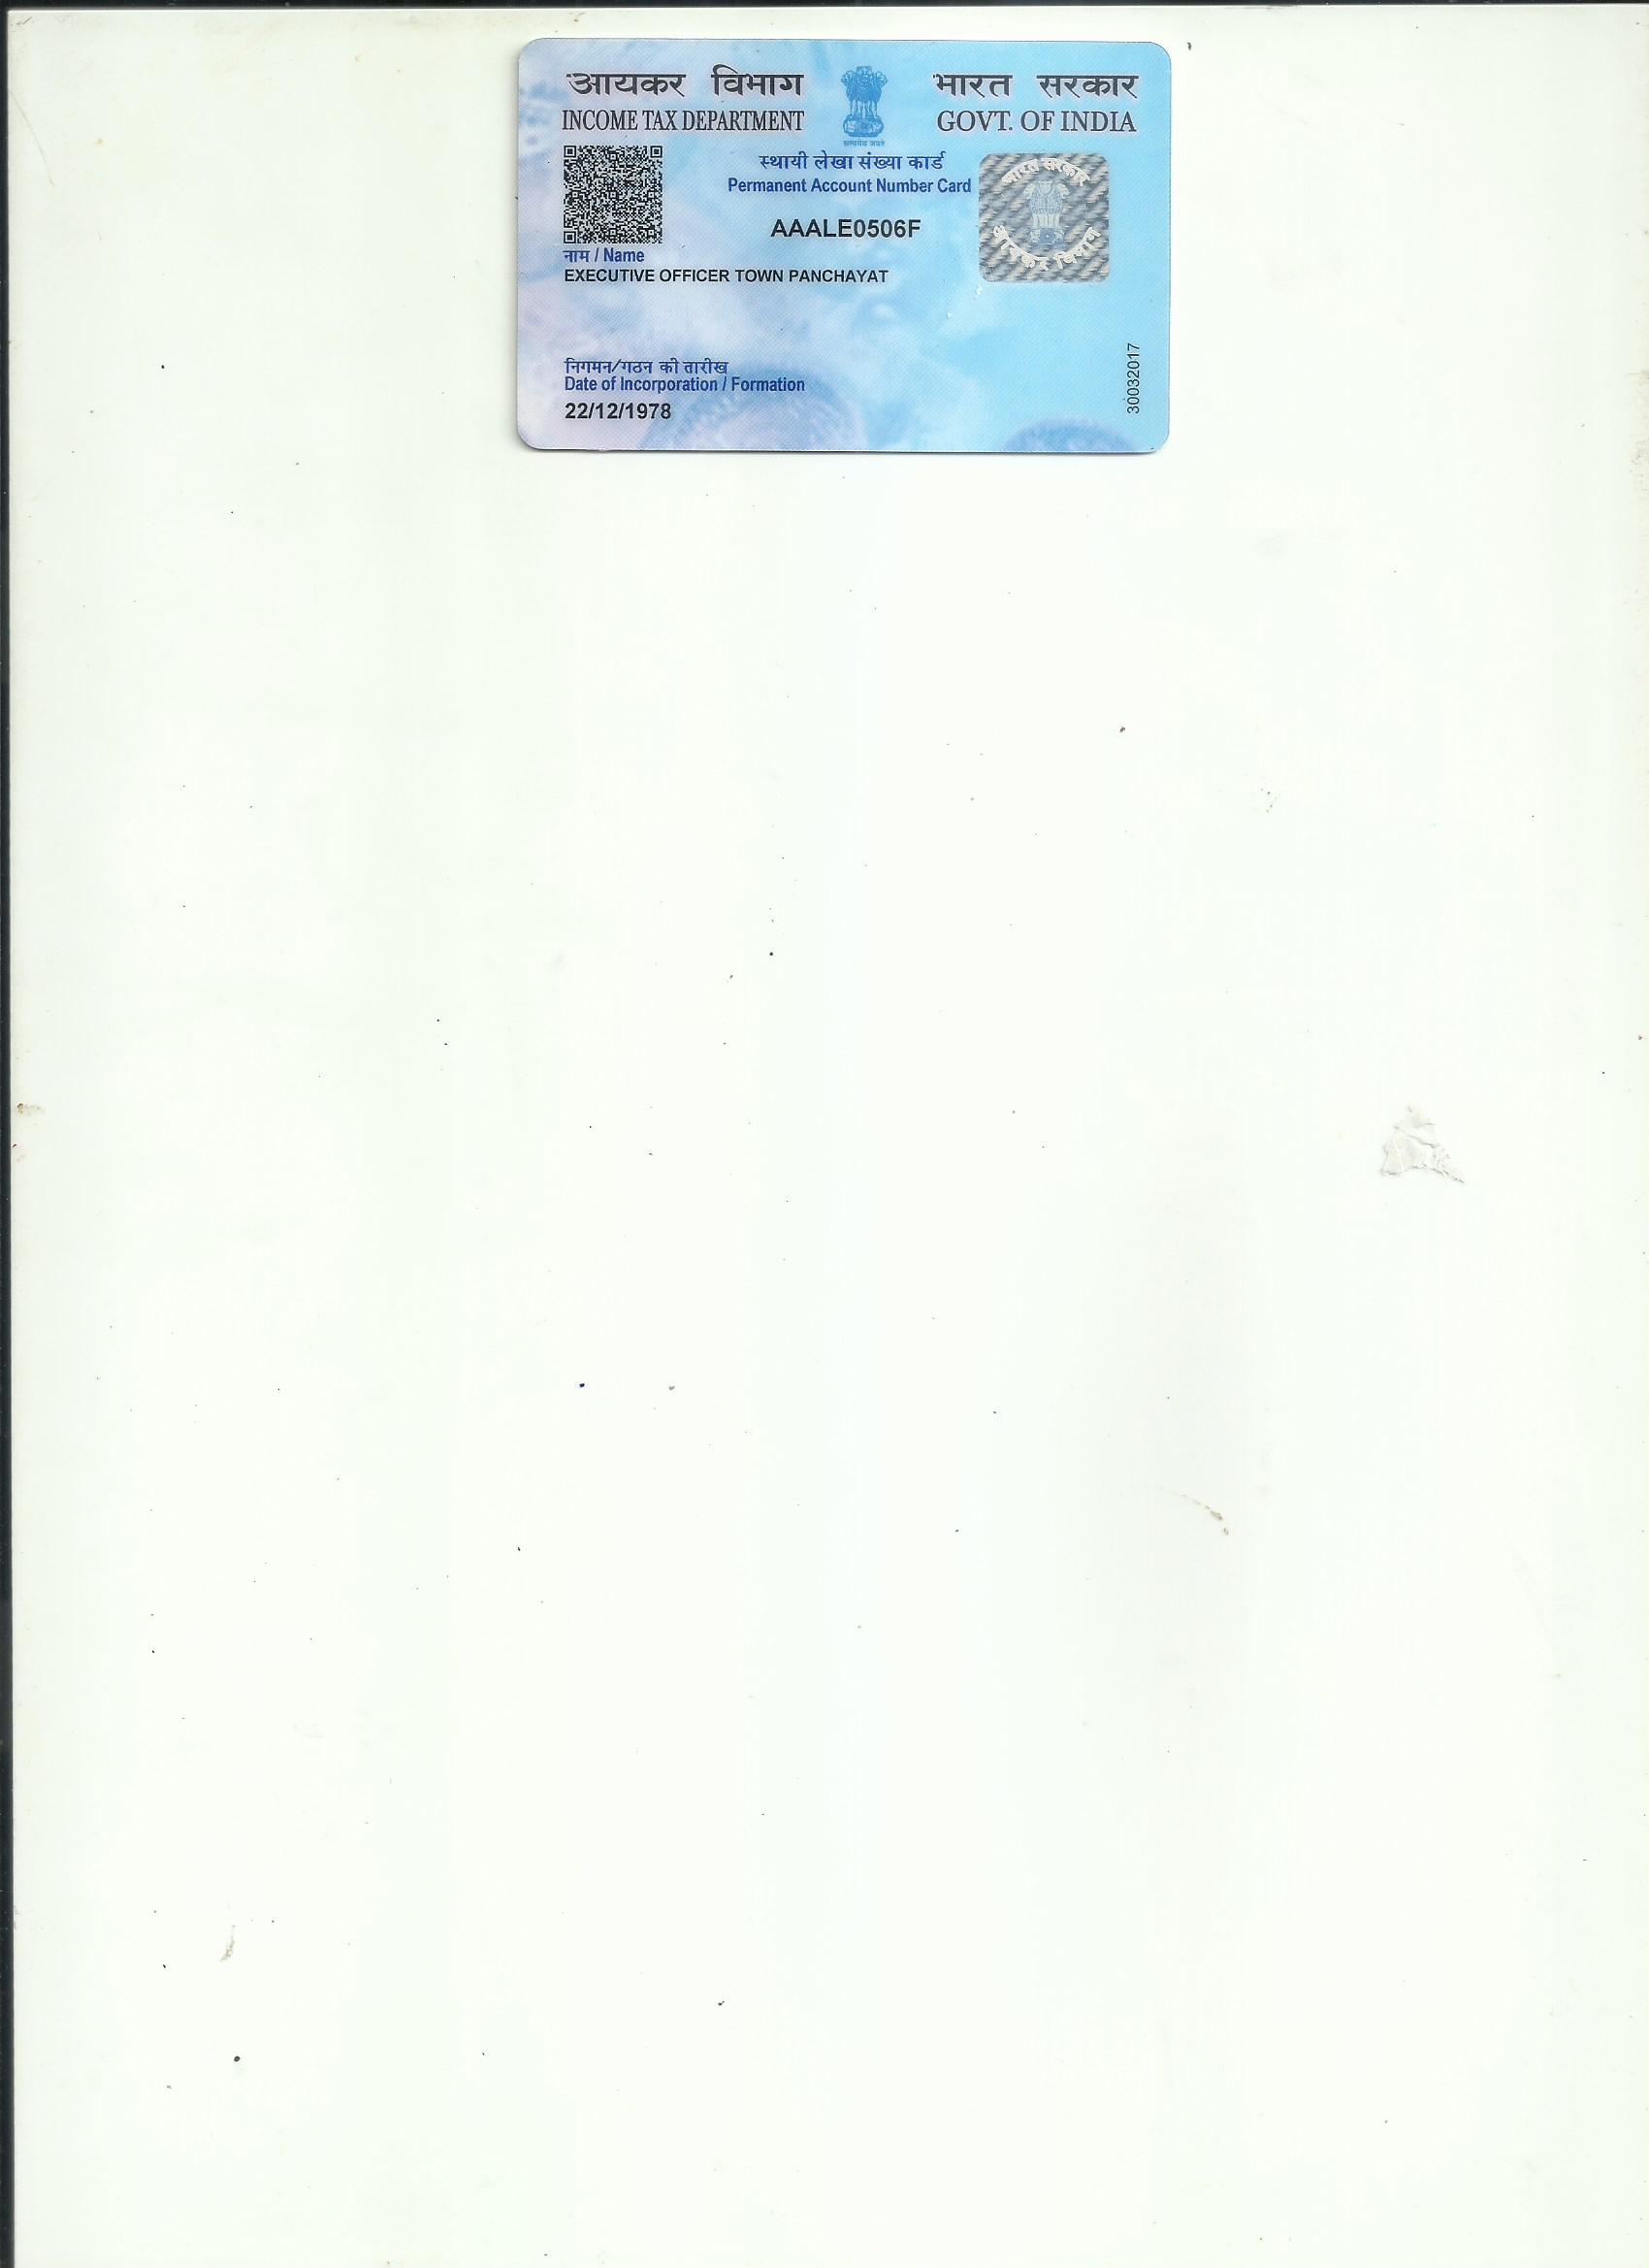 आयकर विभाग
INCOME TAX DEPARTMENT
भारत सरकार
GOVT. OF INDIA
सत्यमेव जयते
स्थायी लेखा संख्या कार्ड
Permanent Account Number Card
AAALE0506F
भारत सरकार
आयकर विभाग
नाम / Name
EXECUTIVE OFFICER TOWN PANCHAYAT
निगमन/गठन की तारीख
Date of Incorporation / Formation
22/12/1978
30032017